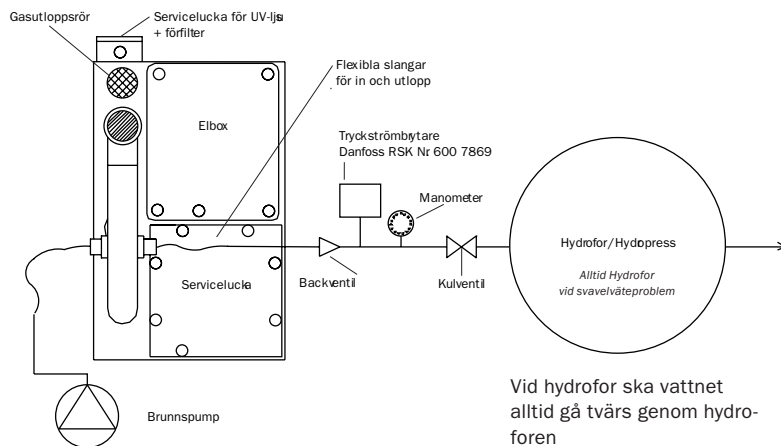 Gasutloppsrör
Servicelucka för UV-ljus
+ förfilter
Flexibla slangar
för in och utlopp
Elbox
Tryckströmbrytare
Danfoss RSK Nr. 600 7869
Manometer
Hydrofor/Hydropress
Alltid Hydrofor
vid svavelväteproblem
Servicelucka
Backventil
Kulventil
Brunnspump
Vid hydrofor ska vattnet
alltid gå tvärs genom hydro-
foren